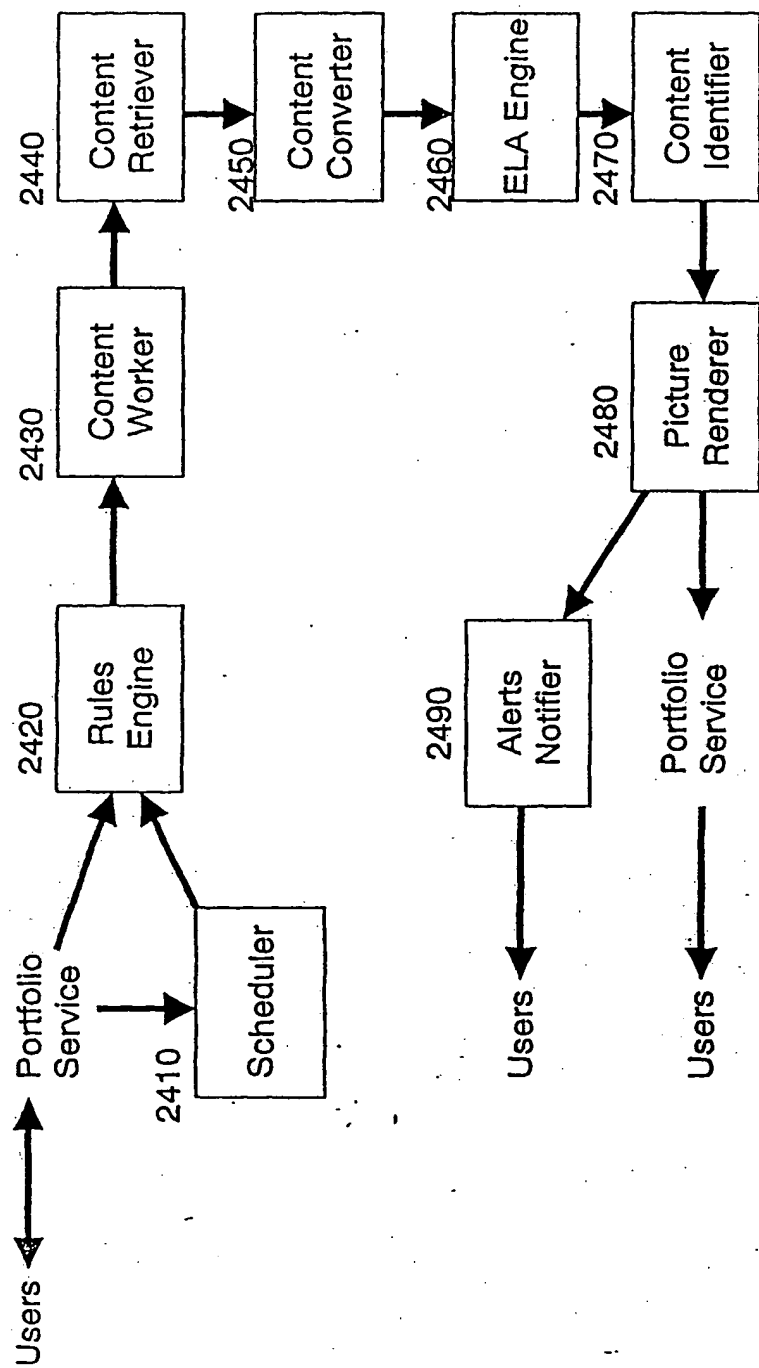 Users
Portfolio
Service
2410
Scheduler
2420
Rules
Engine
2430
Content
Worker
2440
Content
Retriever
2450
Content
Converter
2460
ELA Engine
2470
Content
Identifier
2480
Picture
Renderer
2490
Alerts
Notifier
Users
Portfolio
Service
Users